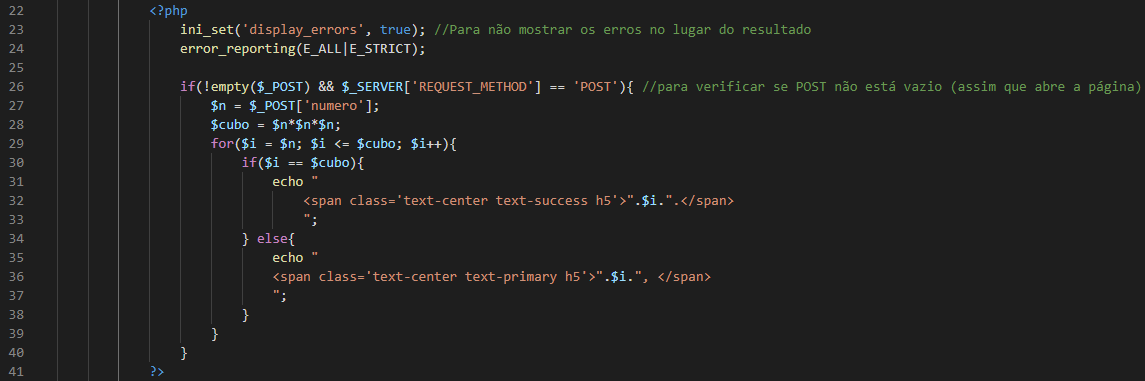 22 <?php
23 ini_set('display_errors', true); //Para não mostrar os erros no lugar do resultado
24 error_reporting(E_ALL|E_STRICT);
25
26 if(!empty($_POST) && $_SERVER['REQUEST_METHOD'] == 'POST'){ //para verificar se POST não está vazio (assim que abre a página)
27 $n = $_POST['numero'];
28 $cubo = $n*$n*$n;
29 for($i = $n; $i <= $cubo; $i++){
30 if($i == $cubo){
31 echo "
32 <span class='text-center text-success h5'>".$i.".</span>
33 ";
34 } else{
35 echo "
36 <span class='text-center text-primary h5'>".$i.", </span>
37 ";
38 }
39 }
40 }
41 ?>